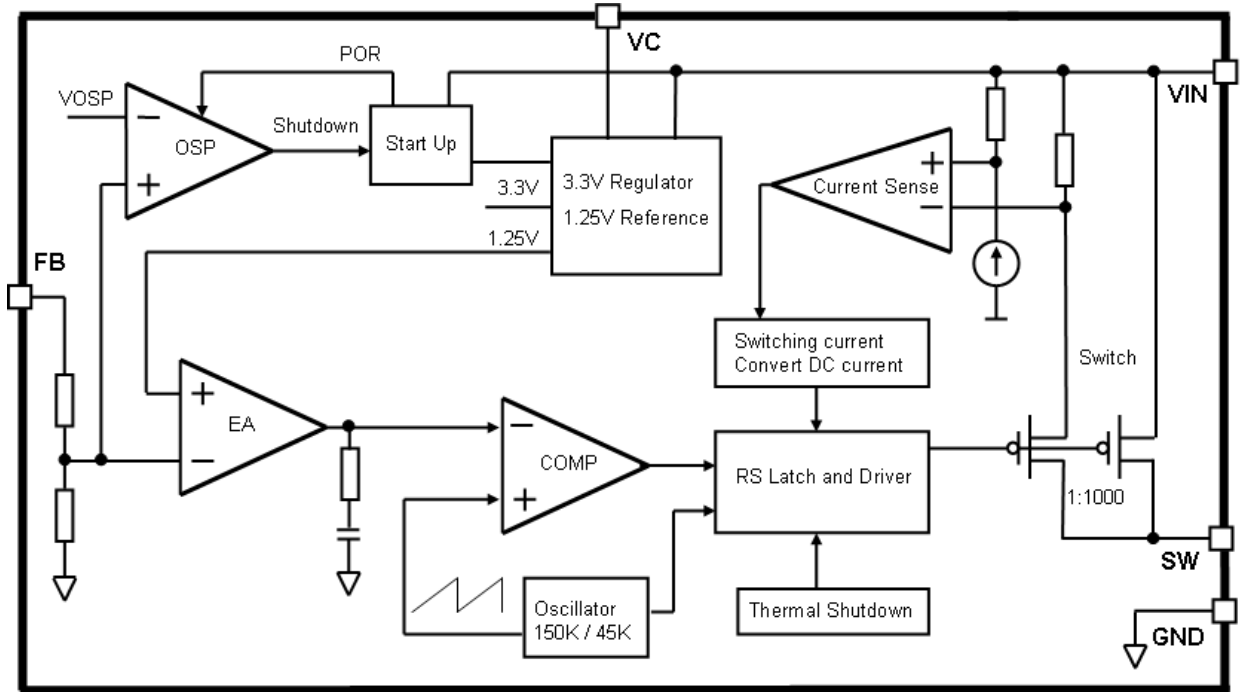 VC
POR
VIN
VOSP
−
OSP
+
Shutdown
Start Up
3.3V
1.25V
3.3V Regulator
1.25V Reference
+
Current Sense
−
FB
Switching current
Convert DC current
Switch
+
EA
−
−
COMP
+
RS Latch and Driver
1:1000
SW
Oscillator
150K / 45K
Thermal Shutdown
GND